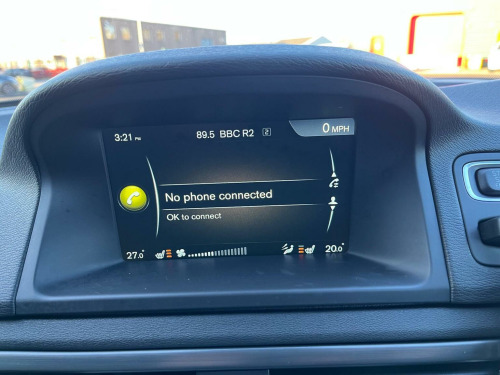 3:21 PM 89.5 BBC R2 0 MPH
No phone connected
OK to connect
27.0° 20.0°